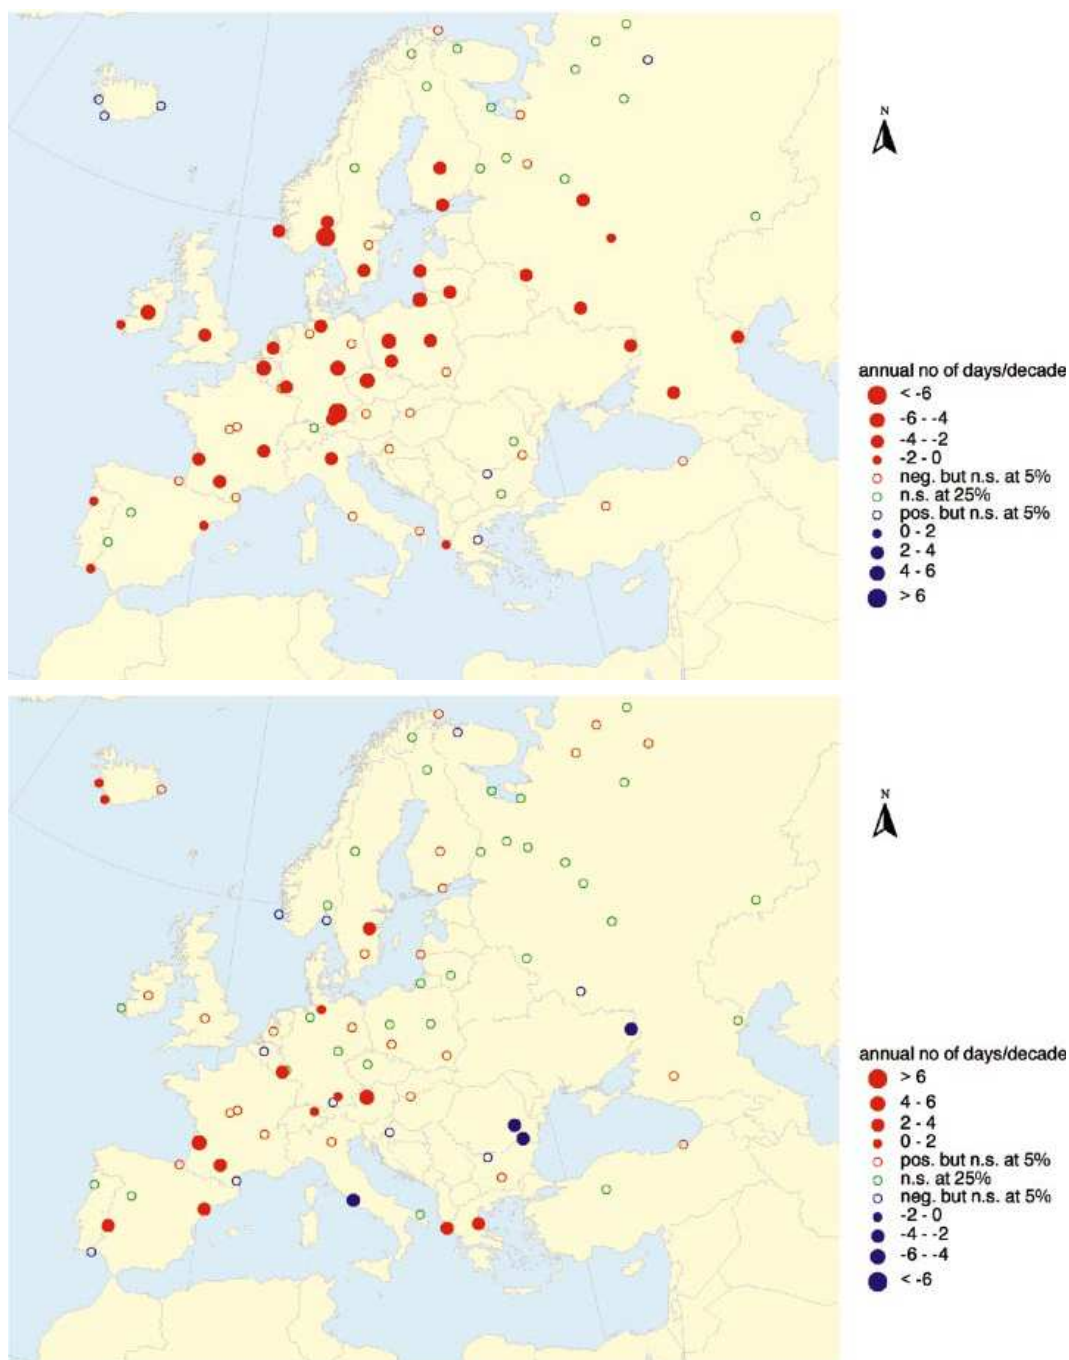 N
annual no of days/decade
< -6
-6 - -4
-4 - -2
-2 - 0
neg. but n.s. at 5%
n.s. at 25%
pos. but n.s. at 5%
0 - 2
2 - 4
4 - 6
> 6
N
annual no of days/decade
> 6
4 - 6
2 - 4
0 - 2
pos. but n.s. at 5%
n.s. at 25%
neg. but n.s. at 5%
-2 - 0
-4 - -2
-6 - -4
< -6